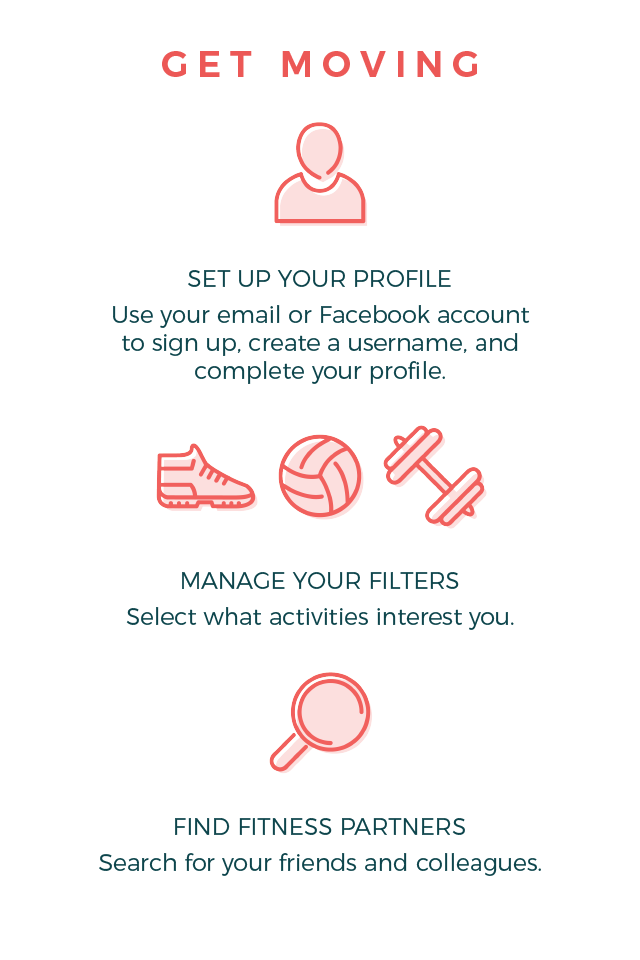 GET MOVING
SET UP YOUR PROFILE
Use your email or Facebook account
to sign up, create a username, and
complete your profile.
MANAGE YOUR FILTERS
Select what activities interest you.
FIND FITNESS PARTNERS
Search for your friends and colleagues.